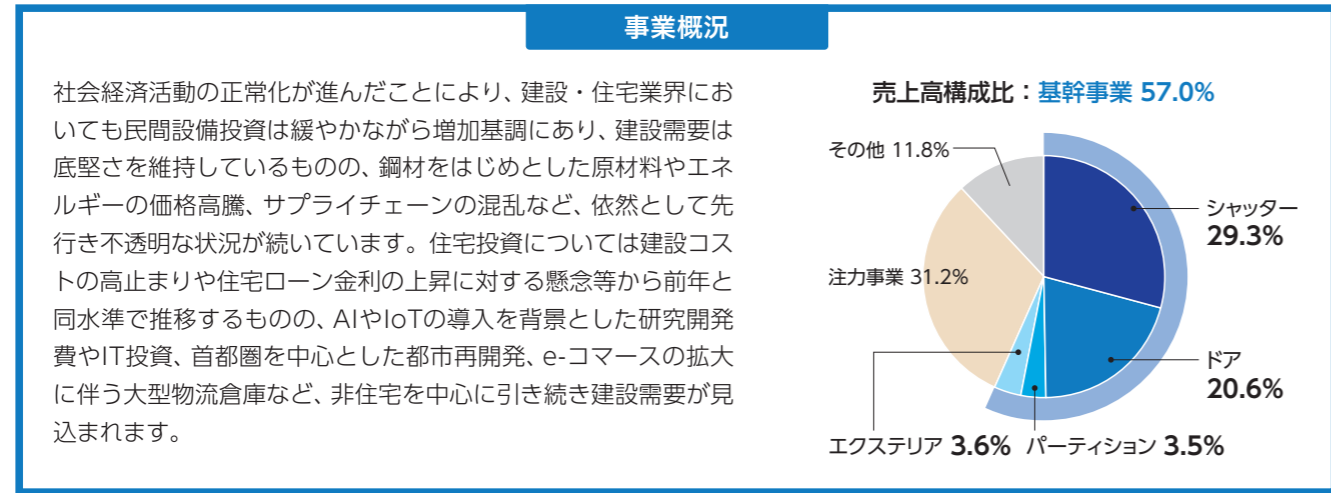 事業概況
社会経済活動の正常化が進んだことにより、建設・住宅業界にお
いても民間設備投資は緩やかながら増加基調にあり、建設需要は
底堅さを維持しているものの、鋼材をはじめとした原材料やエネ
ルギーの価格高騰、サプライチェーンの混乱など、依然として先
行き不透明な状況が続いています。住宅投資については建設コス
トの高止まりや住宅ローン金利の上昇に対する懸念等から前年と
同水準で推移するものの、AIやIoTの導入を背景とした研究開発
費やIT投資、首都圏を中心とした都市再開発、e-コマースの拡大
に伴う大型物流倉庫など、非住宅を中心に引き続き建設需要が見
込まれます。
売上高構成比：基幹事業 57.0%
その他 11.8%
シャッター
29.3%
注力事業 31.2%
ドア
20.6%
エクステリア 3.6%
パーティション 3.5%